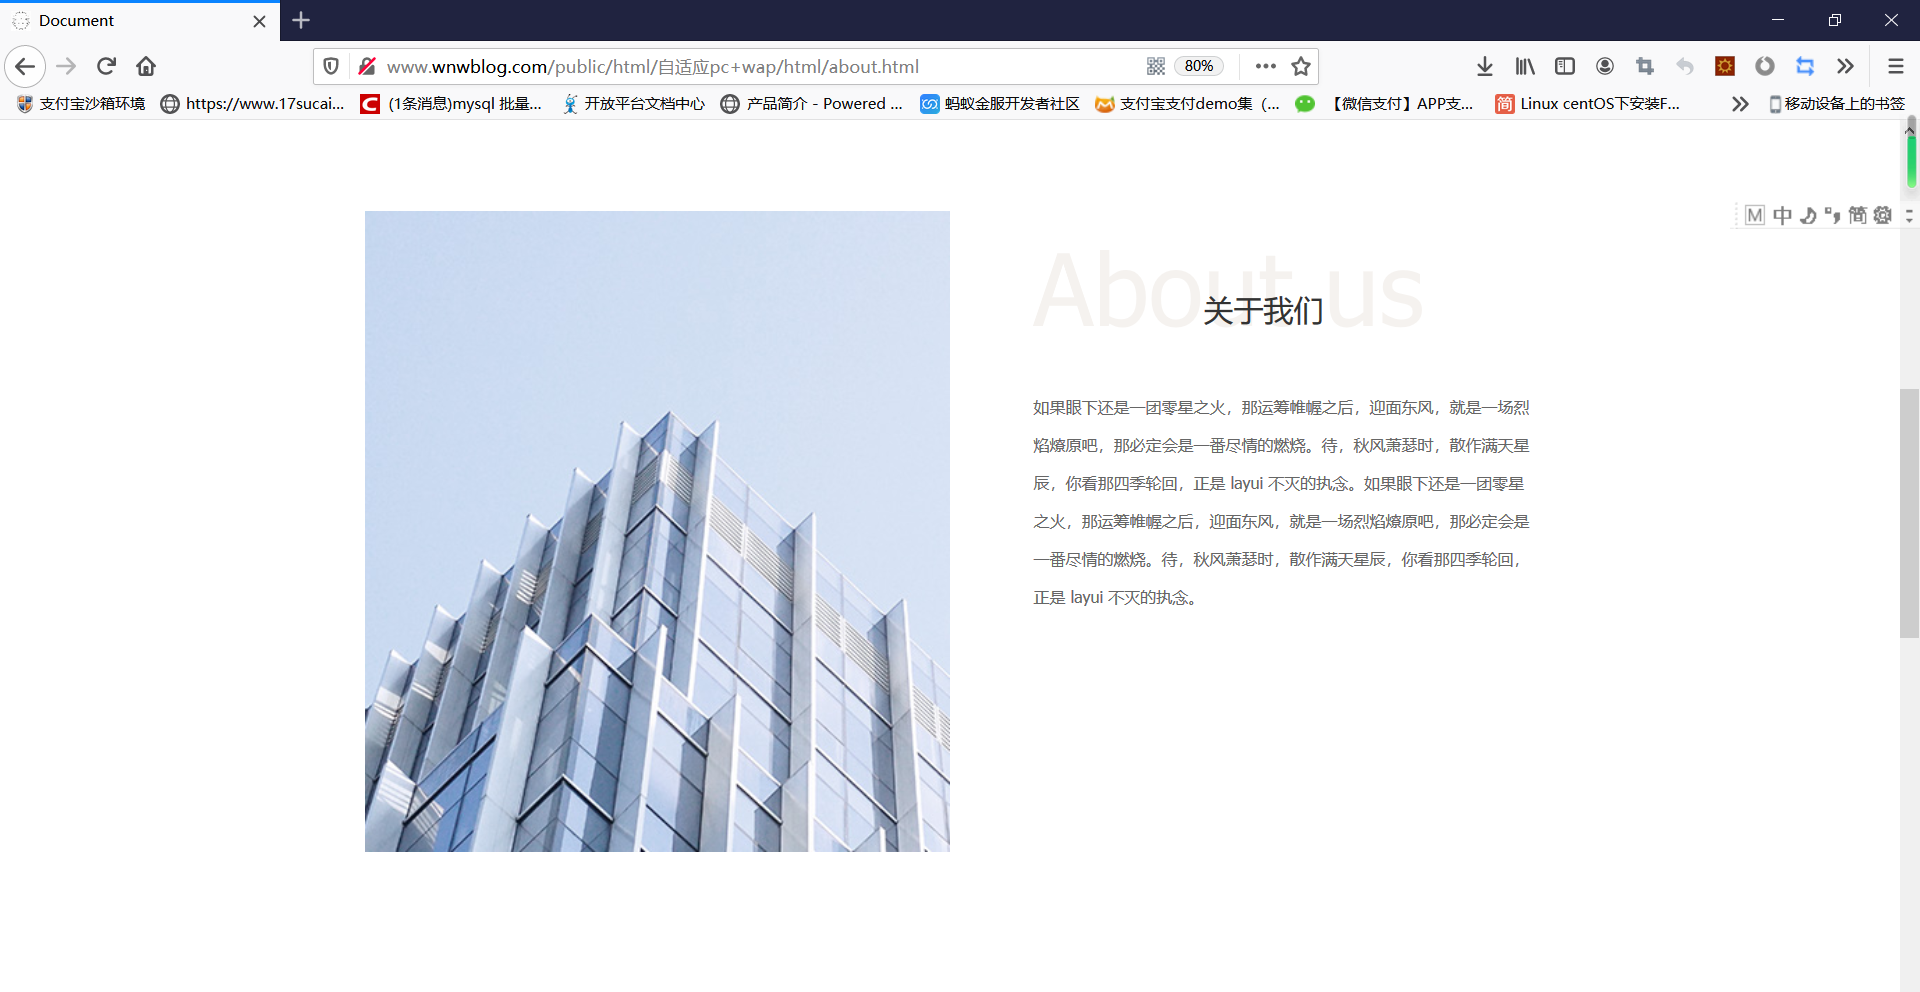 Document
www.wnwblog.com/public/html/自适应pc+wap/html/about.html
80%
支付宝沙箱环境
https://www.17sucai...
(1条消息)mysql 批量...
开放平台文档中心
产品简介 - Powered ...
蚂蚁金服开发者社区
支付宝支付demo集（...
【微信支付】APP支...
简
Linux centOS下安装F...
移动设备上的书签
M 中 简
About us
关于我们
如果眼下还是一团零星之火，那运筹帷幄之后，迎面东风，就是一场烈
焰燎原吧，那必定会是一番尽情的燃烧。待，秋风萧瑟时，散作满天星
辰，你看那四季轮回，正是 layui 不灭的执念。如果眼下还是一团零星
之火，那运筹帷幄之后，迎面东风，就是一场烈焰燎原吧，那必定会是
一番尽情的燃烧。待，秋风萧瑟时，散作满天星辰，你看那四季轮回，
正是 layui 不灭的执念。